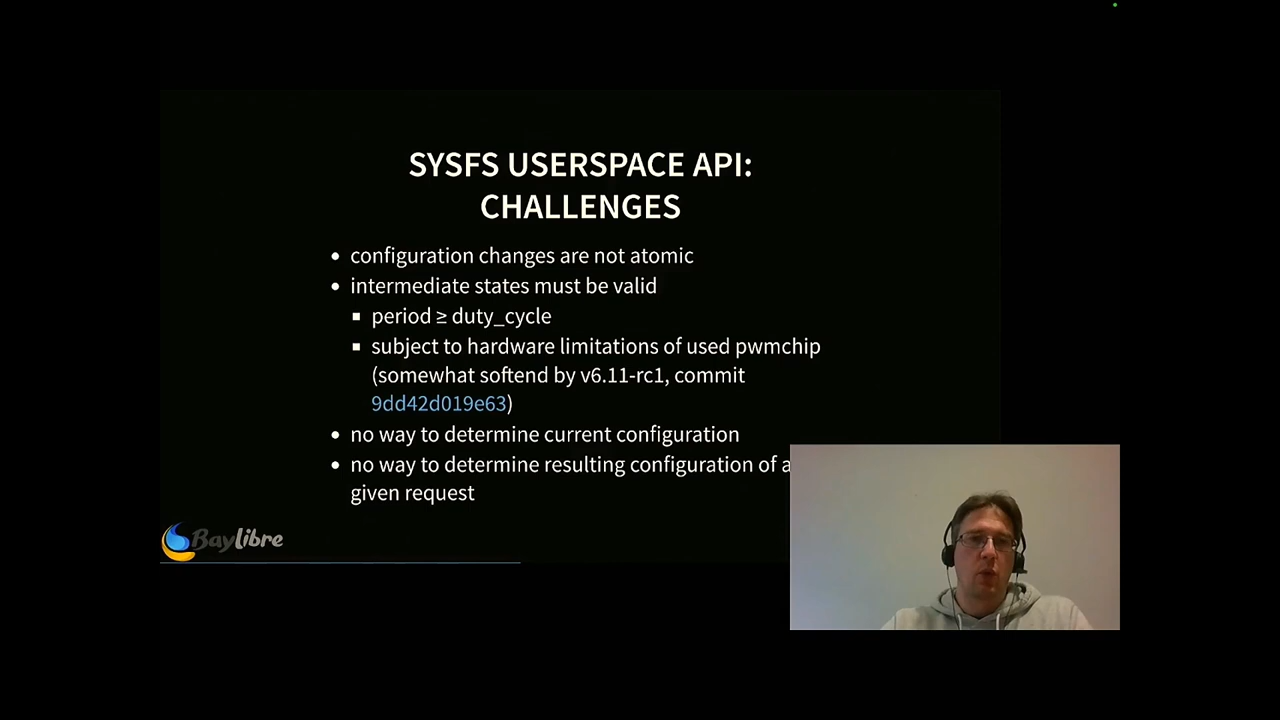 SYSFS USERSPACE API:
CHALLENGES
configuration changes are not atomic
intermediate states must be valid
period ≥ duty_cycle
subject to hardware limitations of used pwmchip
(somewhat softend by v6.11-rc1, commit
9dd42d019e63)
no way to determine current configuration
no way to determine resulting configuration of a
given request
Baylibre